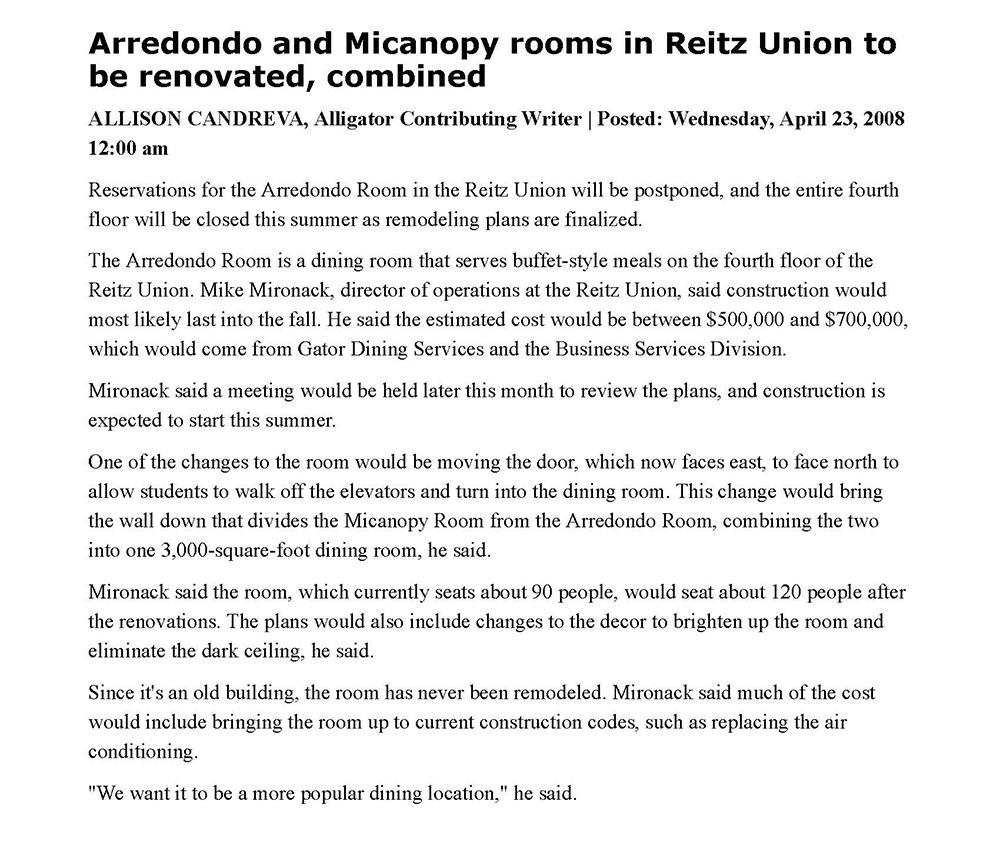 Arredondo and Micanopy rooms in Reitz Union to
be renovated, combined
ALLISON CANDREVA, Alligator Contributing Writer | Posted: Wednesday, April 23, 2008
12:00 am
Reservations for the Arredondo Room in the Reitz Union will be postponed, and the entire fourth
floor will be closed this summer as remodeling plans are finalized.
The Arredondo Room is a dining room that serves buffet-style meals on the fourth floor of the
Reitz Union. Mike Mironack, director of operations at the Reitz Union, said construction would
most likely last into the fall. He said the estimated cost would be between $500,000 and $700,000,
which would come from Gator Dining Services and the Business Services Division.
Mironack said a meeting would be held later this month to review the plans, and construction is
expected to start this summer.
One of the changes to the room would be moving the door, which now faces east, to face north to
allow students to walk off the elevators and turn into the dining room. This change would bring
the wall down that divides the Micanopy Room from the Arredondo Room, combining the two
into one 3,000-square-foot dining room, he said.
Mironack said the room, which currently seats about 90 people, would seat about 120 people after
the renovations. The plans would also include changes to the decor to brighten up the room and
eliminate the dark ceiling, he said.
Since it's an old building, the room has never been remodeled. Mironack said much of the cost
would include bringing the room up to current construction codes, such as replacing the air
conditioning.
"We want it to be a more popular dining location," he said.